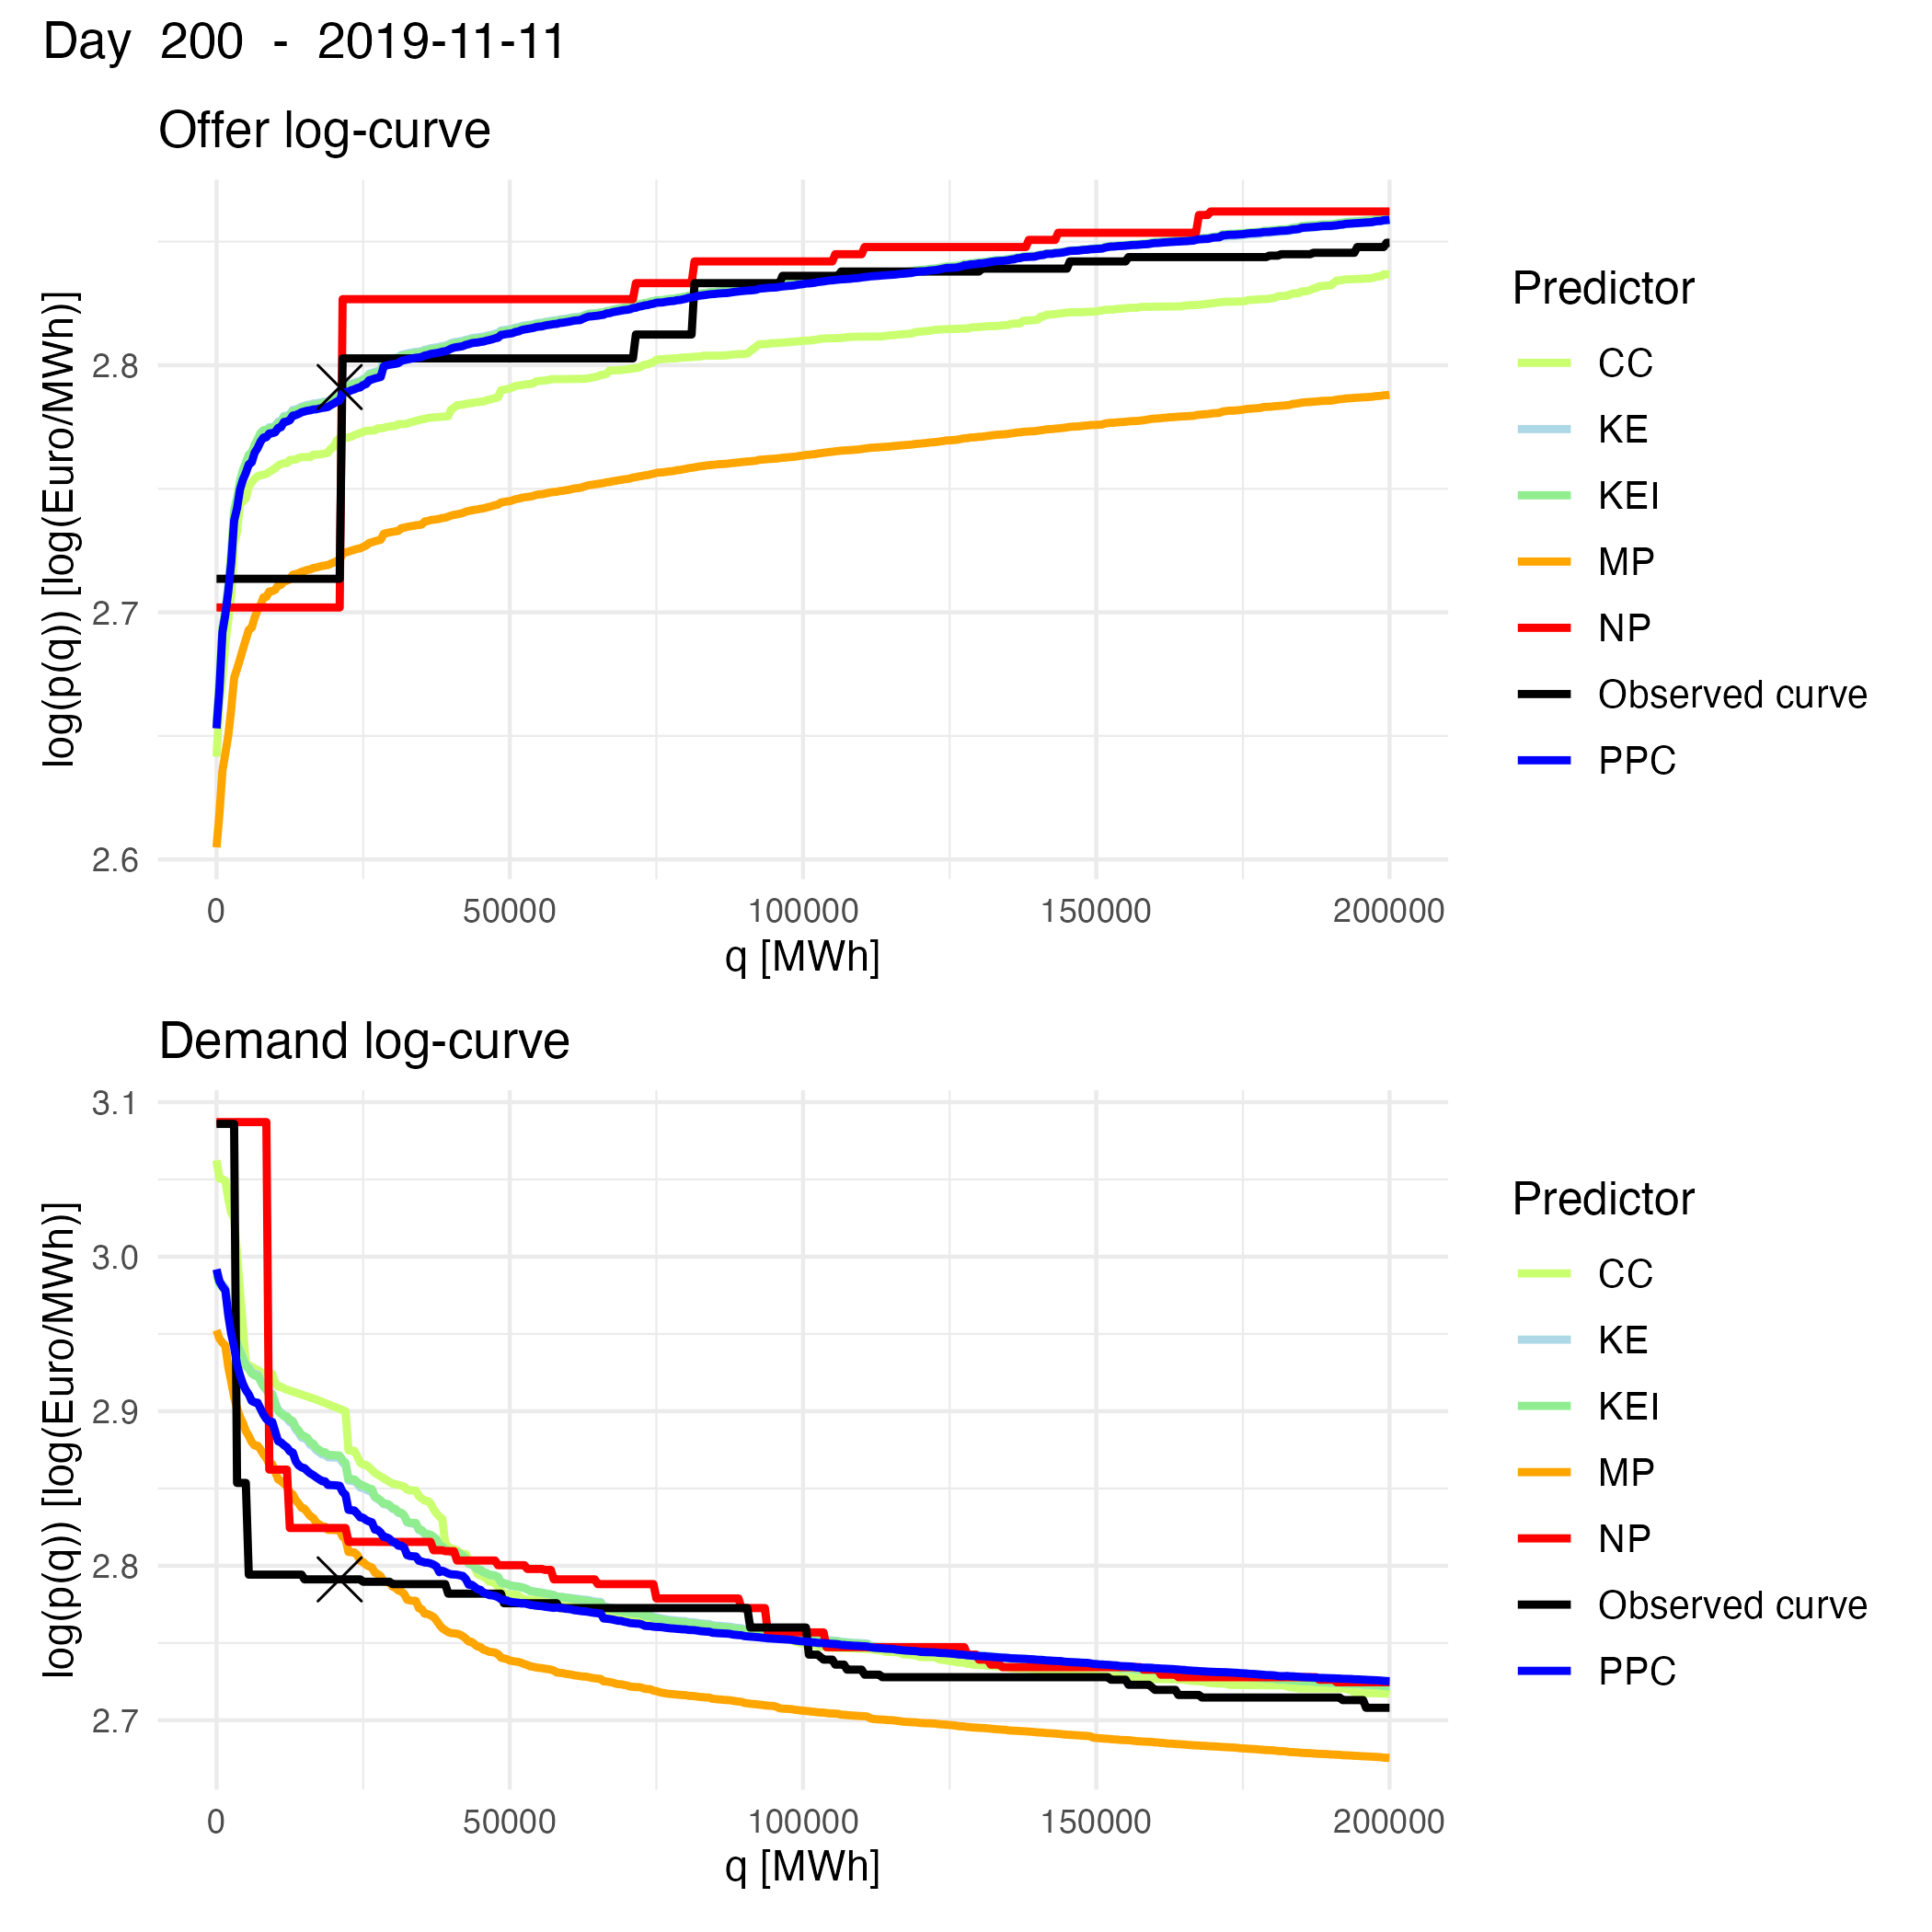 Day 200 - 2019-11-11
Offer log-curve
log(p(q)) [log(Euro/MWh)]
2.8
2.7
2.6
0 50000 100000 150000 200000
q [MWh]
Predictor
CC
KE
KEI
MP
NP
Observed curve
PPC
Demand log-curve
log(p(q)) [log(Euro/MWh)]
3.1
3.0
2.9
2.8
2.7
0 50000 100000 150000 200000
q [MWh]
Predictor
CC
KE
KEI
MP
NP
Observed curve
PPC